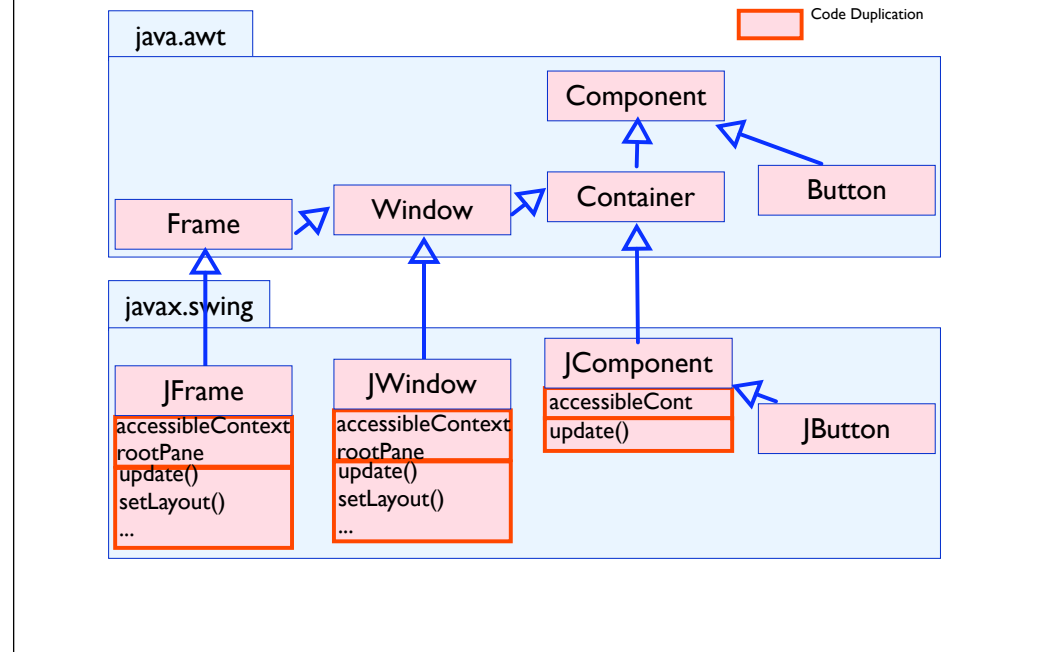 Code Duplication
java.awt
Component
Button
Container
Window
Frame
javax.swing
JComponent
accessibleCont
update()
JFrame
accessibleContext
rootPane
update()
setLayout()
...
JWindow
accessibleContext
rootPane
update()
setLayout()
...
JButton